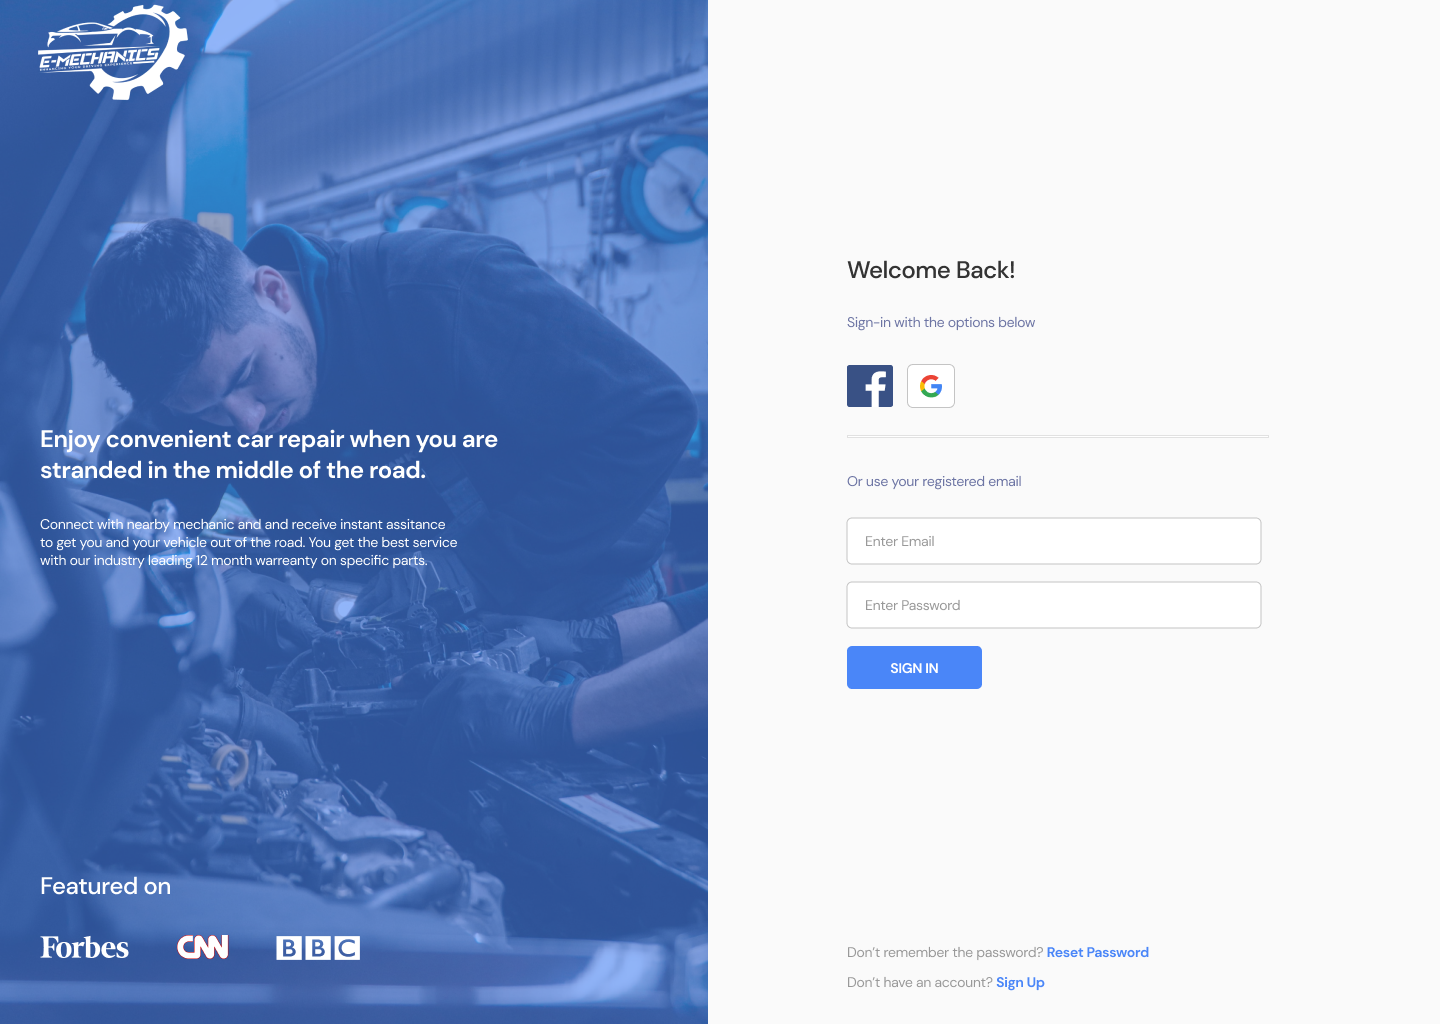 E-MECHANICS
Enjoy convenient car repair when you are
stranded in the middle of the road.
Connect with nearby mechanic and and receive instant assitance
to get you and your vehicle out of the road. You get the best service
with our industry leading 12 month warreanty on specific parts.
Featured on
Forbes
CNN
BBC
Welcome Back!
Sign-in with the options below
f
G
Or use your registered email
Enter Email
Enter Password
SIGN IN
Don't remember the password? Reset Password
Don't have an account? Sign Up